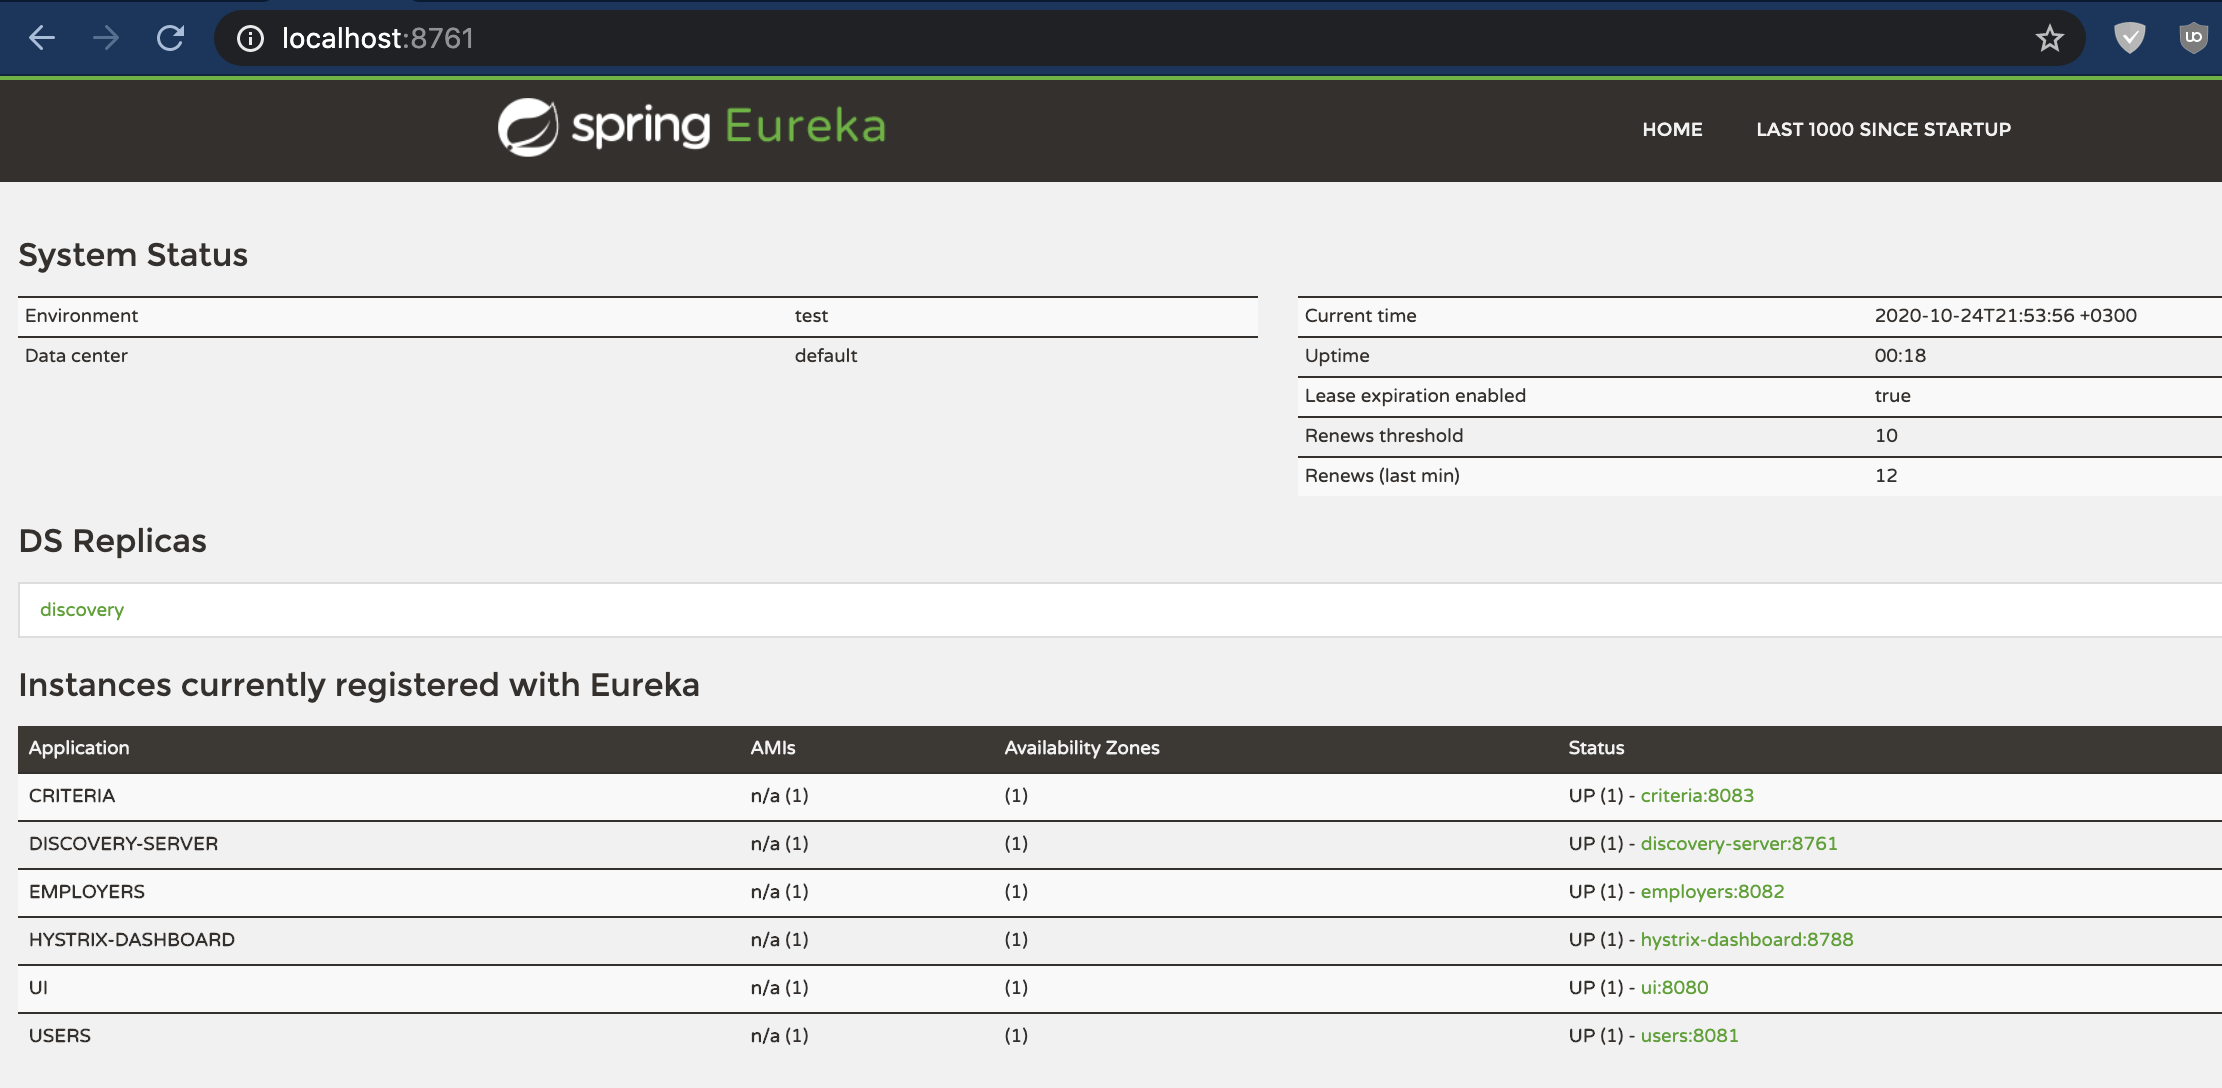 localhost:8761
spring Eureka
HOME LAST 1000 SINCE STARTUP
System Status
Environment test
Data center default
Current time 2020-10-24T21:53:56 +0300
Uptime 00:18
Lease expiration enabled true
Renews threshold 10
Renews (last min) 12
DS Replicas
discovery
Instances currently registered with Eureka
Application AMIs Availability Zones Status
CRITERIA n/a (1) (1) UP (1) - criteria:8083
DISCOVERY-SERVER n/a (1) (1) UP (1) - discovery-server:8761
EMPLOYERS n/a (1) (1) UP (1) - employers:8082
HYSTRIX-DASHBOARD n/a (1) (1) UP (1) - hystrix-dashboard:8788
UI n/a (1) (1) UP (1) - ui:8080
USERS n/a (1) (1) UP (1) - users:8081